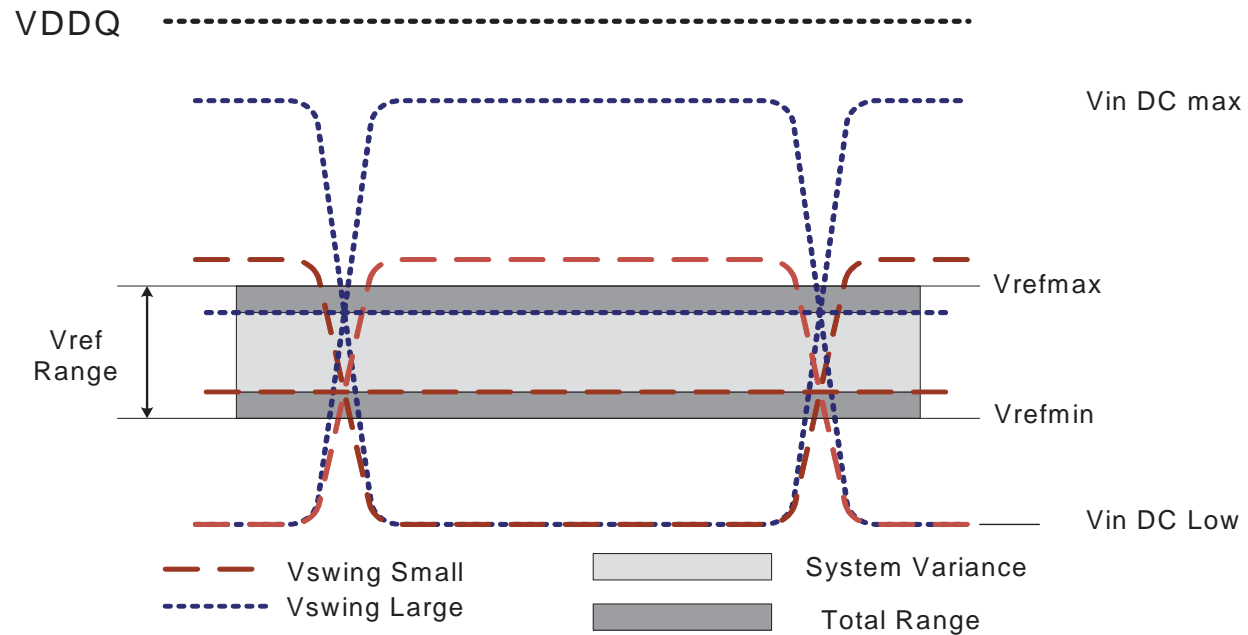 VDDQ
Vin DC max
Vrefmax
Vref
Range
Vrefmin
Vin DC Low
Vswing Small
System Variance
Vswing Large
Total Range